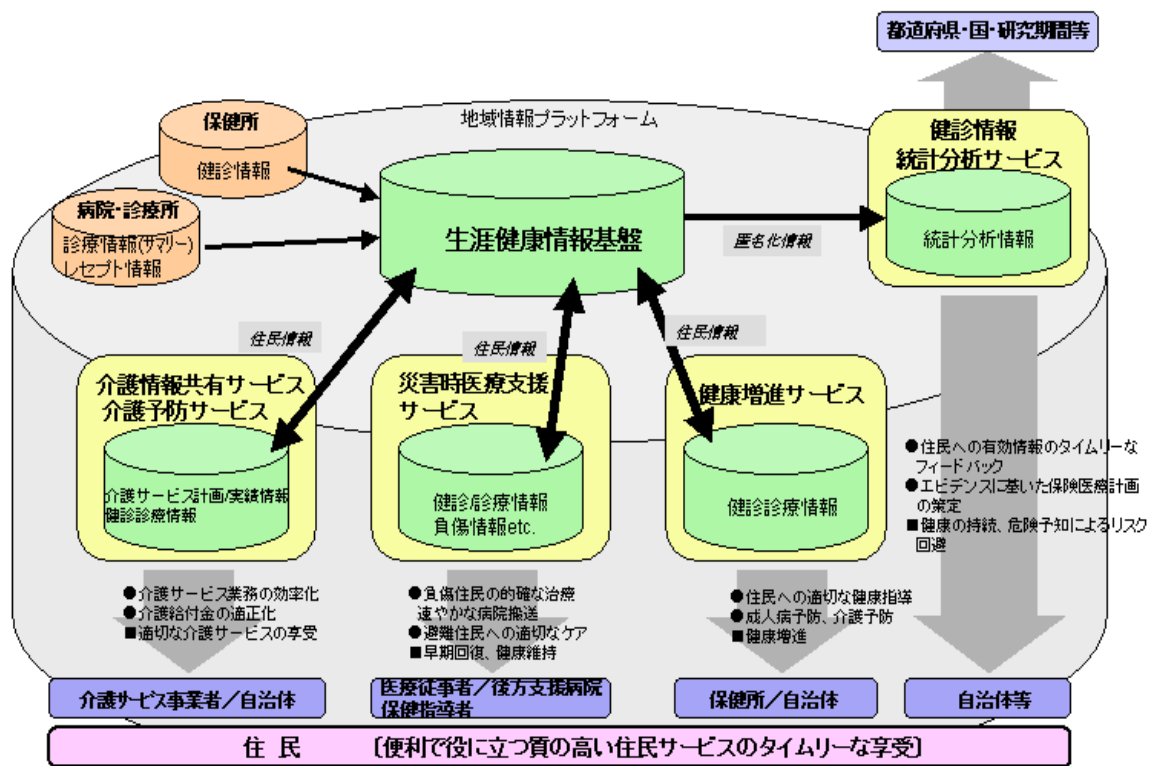 都道府県・国・研究期間等
地域情報プラットフォーム
保健所
健診情報
病院・診療所
診療情報(サマリー)
レセプト情報
生涯健康情報基盤
匿名化情報
健診情報
統計分析サービス
統計分析情報
住民情報
住民情報
住民情報
介護情報共有サービス
介護予防サービス
介護サービス計画/実績情報
健診診療情報
災害時医療支援
サービス
健診/診療情報
負傷情報etc.
健康増進サービス
健診診療情報
●住民への有効情報のタイムリーな
フィードバック
●エビデンスに基いた保険医療計画
の策定
■健康の持続、危険予知によるリスク
回避
●介護サービス業務の効率化
●介護給付金の適正化
■適切な介護サービスの享受
●負傷住民の的確な治療
速やかな病院搬送
●避難住民への適切なケア
■早期回復、健康維持
●住民への適切な健康指導
●成人病予防、介護予防
■健康増進
介護サービス事業者／自治体
医療従事者／後方支援病院
保健指導者
保健所／自治体
自治体等
住 民 〔便利で役に立つ質の高い住民サービスのタイムリーな享受〕